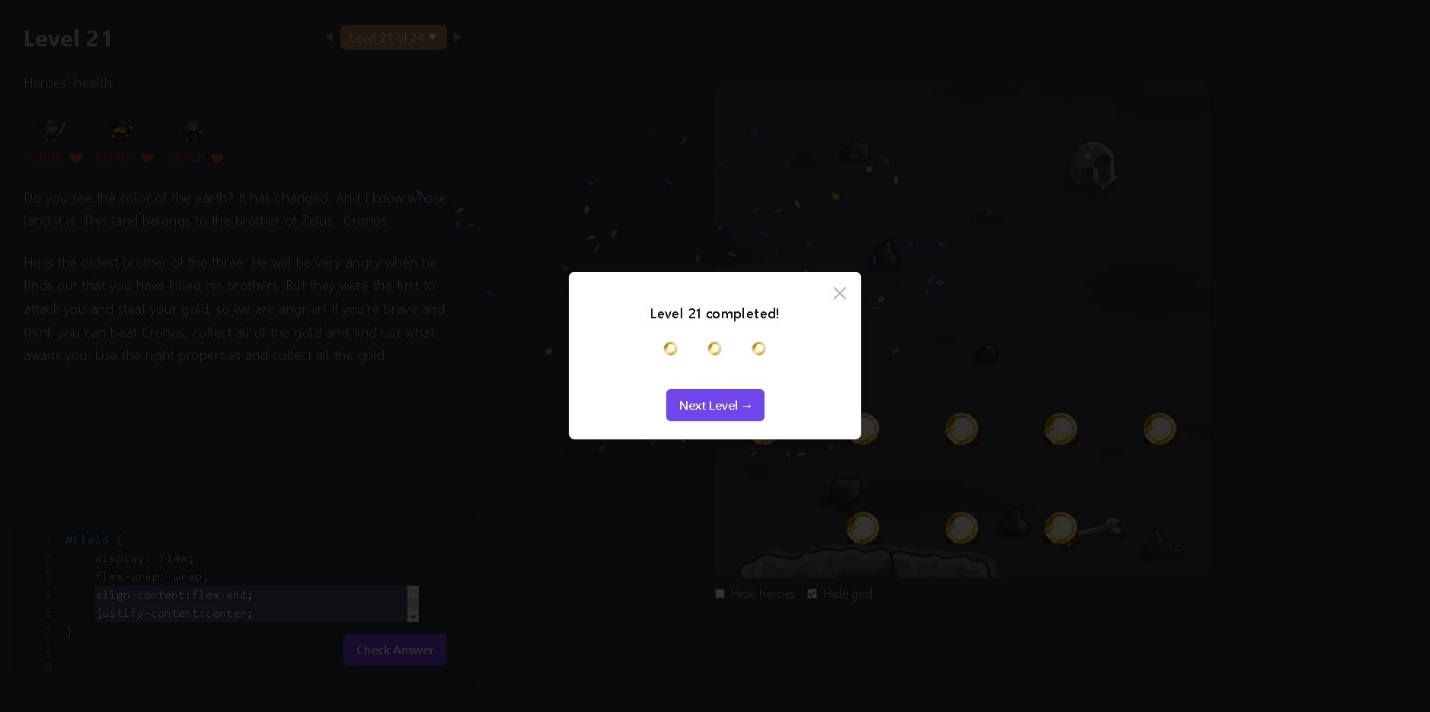 Level 21
Level 21 of 24 ▼
Heroes' health:
100/100
Do you see the color of the earth? It has changed. And I know whose
land it is. This land belongs to the brother of Zelus - Cronos.
He is the oldest brother of the three. He will be very angry when he
finds out that you have killed his brothers. But they were the first to
attack you and steal your gold, so we are angrier! If you're brave and
think you can beat Cronos, collect all of the gold and find out what
awaits you. Use the right properties and collect all the gold.
Level 21 completed!
Next Level →
1 #field {
2 display: flex;
3 flex-wrap: wrap;
4 align-content:flex-end;
5 justify-content:center;
6 }
7
8
Check Answer
Hide heroes
Hide grid